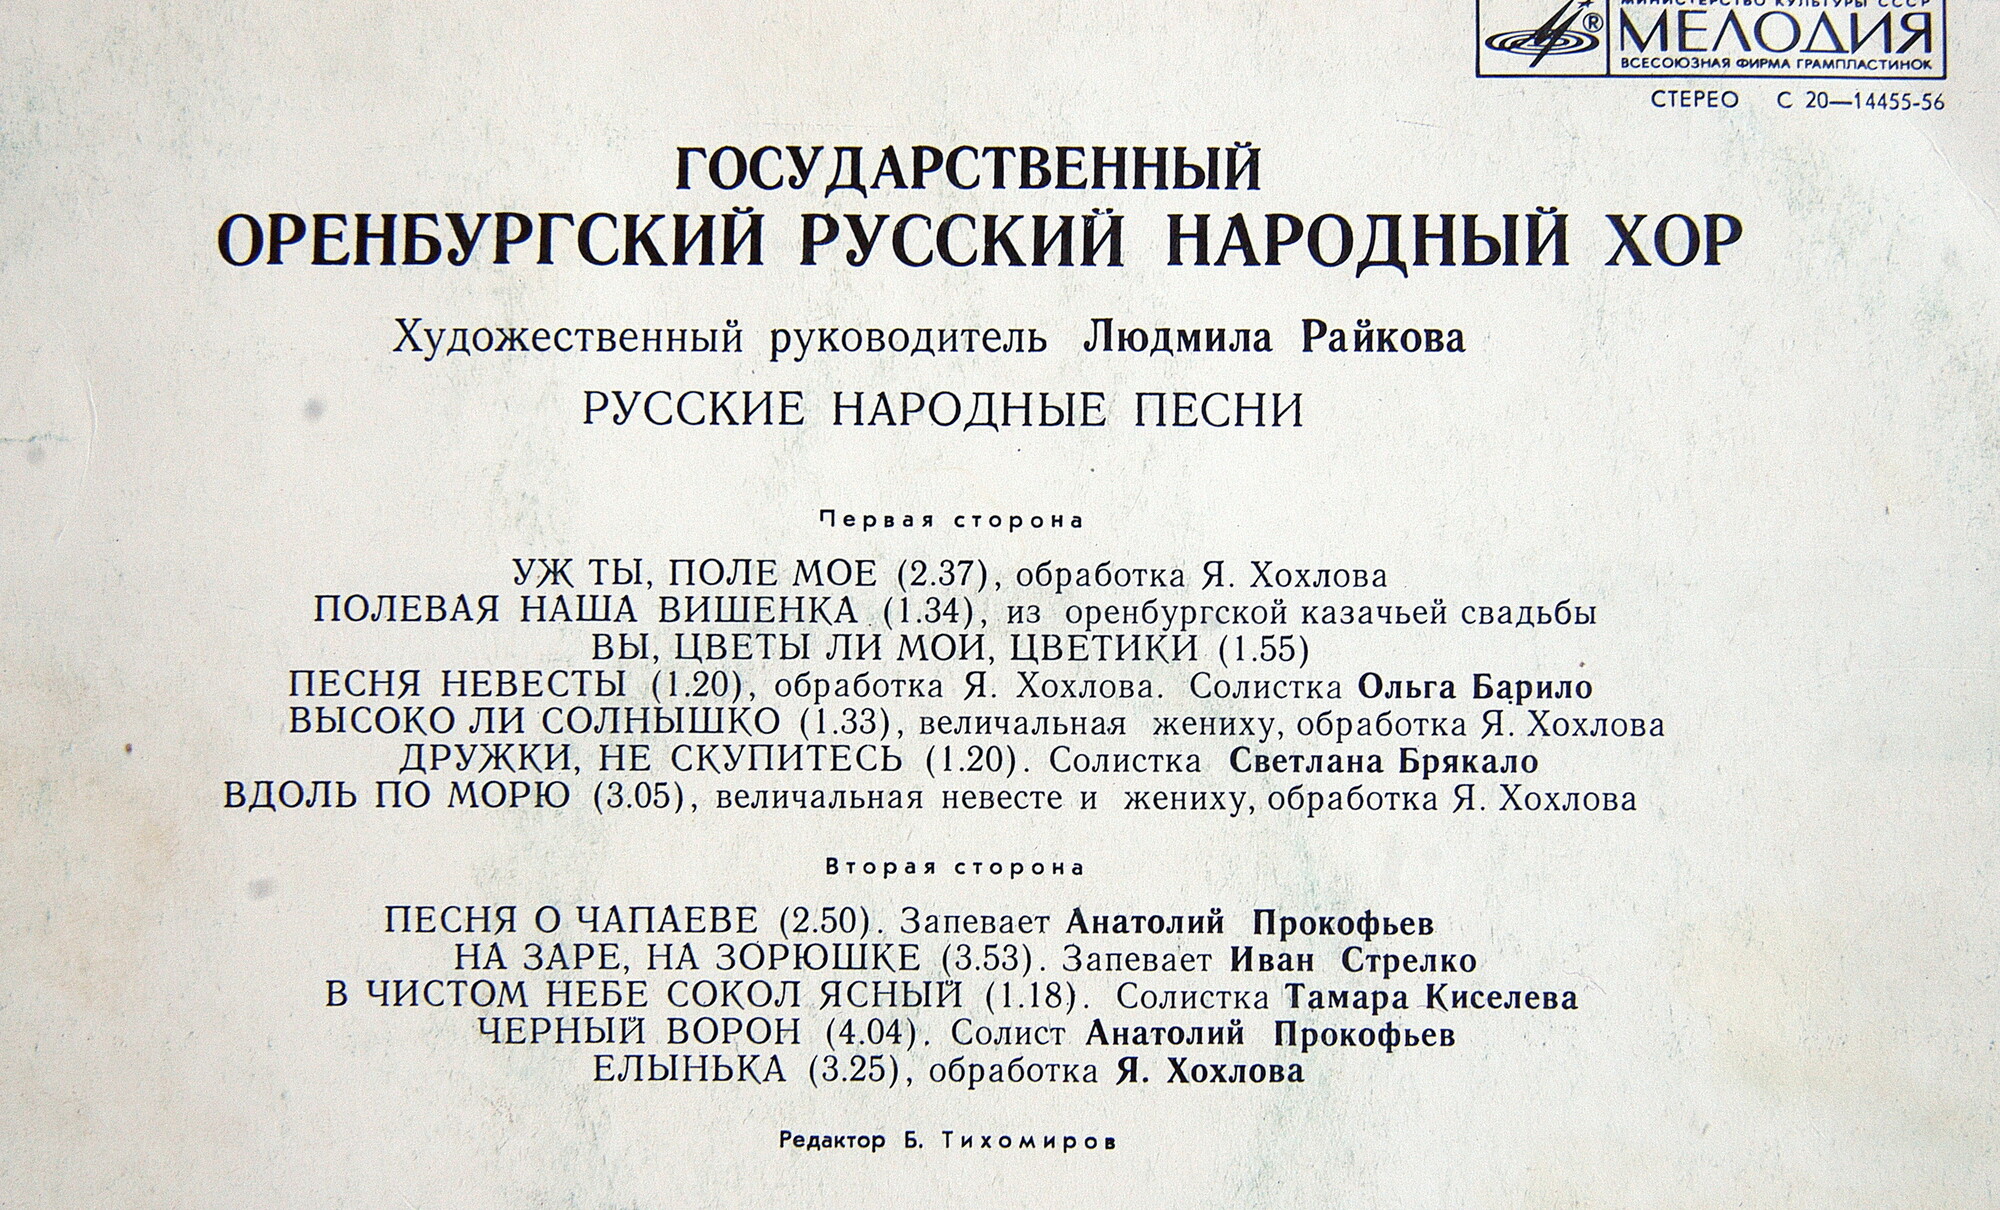 МИНИСТЕРСТВО КУЛЬТУРЫ СССР
МЕЛОДИЯ
®
ВСЕСОЮЗНАЯ ФИРМА ГРАМПЛАСТИНОК
СТЕРЕО С 20—14455-56
ГОСУДАРСТВЕННЫЙ
ОРЕНБУРГСКИЙ РУССКИЙ НАРОДНЫЙ ХОР
Художественный руководитель Людмила Райкова
РУССКИЕ НАРОДНЫЕ ПЕСНИ
Первая сторона
УЖ ТЫ, ПОЛЕ МОЕ (2.37), обработка Я. Хохлова
ПОЛЕВАЯ НАША ВИШЕНКА (1.34), из оренбургской казачьей свадьбы
ВЫ, ЦВЕТЫ ЛИ МОИ, ЦВЕТИКИ (1.55)
ПЕСНЯ НЕВЕСТЫ (1.20), обработка Я. Хохлова. Солистка Ольга Барило
ВЫСОКО ЛИ СОЛНЫШКО (1.33), величальная жениху, обработка Я. Хохлова
ДРУЖКИ, НЕ СКУПИТЕСЬ (1.20). Солистка Светлана Брякало
ВДОЛЬ ПО МОРЮ (3.05), величальная невесте и жениху, обработка Я. Хохлова
Вторая сторона
ПЕСНЯ О ЧАПАЕВЕ (2.50). Запевает Анатолий Прокофьев
НА ЗАРЕ, НА ЗОРЮШКЕ (3.53). Запевает Иван Стрелко
В ЧИСТОМ НЕБЕ СОКОЛ ЯСНЫЙ (1.18). Солистка Тамара Киселева
ЧЕРНЫЙ ВОРОН (4.04). Солист Анатолий Прокофьев
ЕЛЫНЬКА (3.25), обработка Я. Хохлова
Редактор Б. Тихомиров